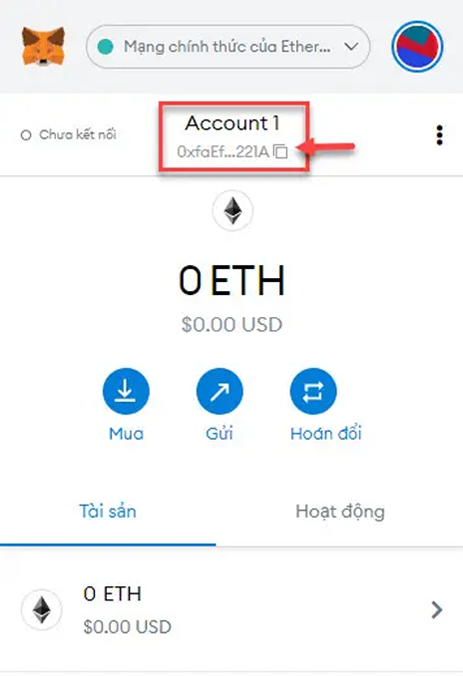 Mạng chính thức của Ether...
Chưa kết nối
Account 1
0xfaEf...221A
0 ETH
$0.00 USD
Mua
Gửi
Hoán đổi
Tài sản
Hoạt động
0 ETH
$0.00 USD